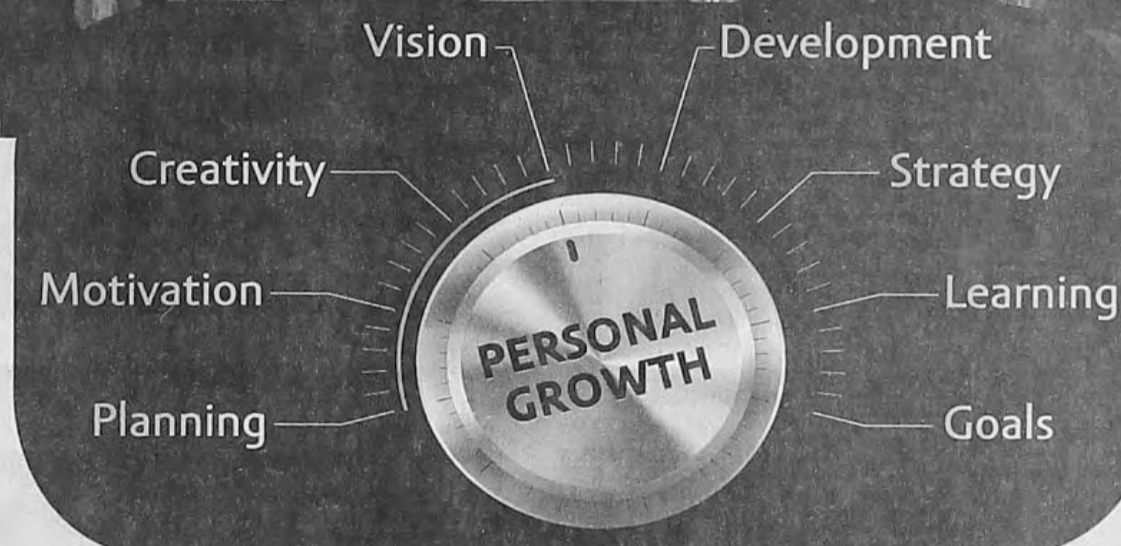 Vision
Development
Creativity
Strategy
Motivation
Learning
PERSONAL
GROWTH
Planning
Goals